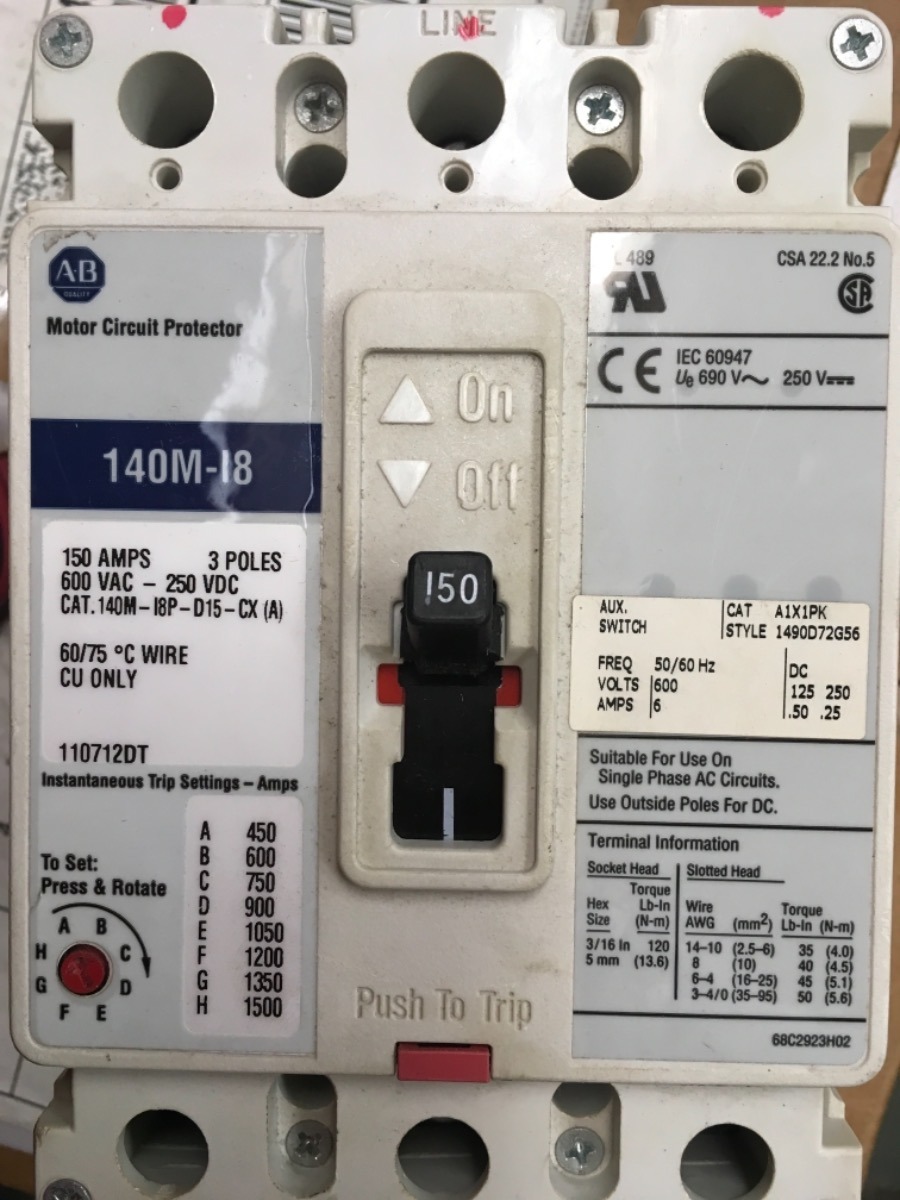 LINE
A-B
QUALITY
Motor Circuit Protector
140M-I8
150 AMPS 3 POLES
600 VAC – 250 VDC
CAT. 140M–I8P–D15–CX (A)
60/75 °C WIRE
CU ONLY
110712DT
Instantaneous Trip Settings – Amps
A 450
B 600
C 750
D 900
E 1050
F 1200
G 1350
H 1500
To Set:
Press & Rotate
A B
H C
G D
F E
On
Off
150
Push To Trip
489 CSA 22.2 No.5
CE IEC 60947
Ue 690 V~ 250 V⎓
AUX. CAT A1X1PK
SWITCH STYLE 1490D72G56
FREQ 50/60 Hz DC
VOLTS 600 125 250
AMPS 6 .50 .25
Suitable For Use On
Single Phase AC Circuits.
Use Outside Poles For DC.
Terminal Information
Socket Head Slotted Head
Hex Size Torque Lb-In (N-m) Wire AWG (mm²) Torque Lb-In (N-m)
3/16 in 120 14–10 (2.5–6) 35 (4.0)
5 mm (13.6) 8 (10) 40 (4.5)
6–4 (16–25) 45 (5.1)
3–4/0 (35–95) 50 (5.6)
68C2923H02